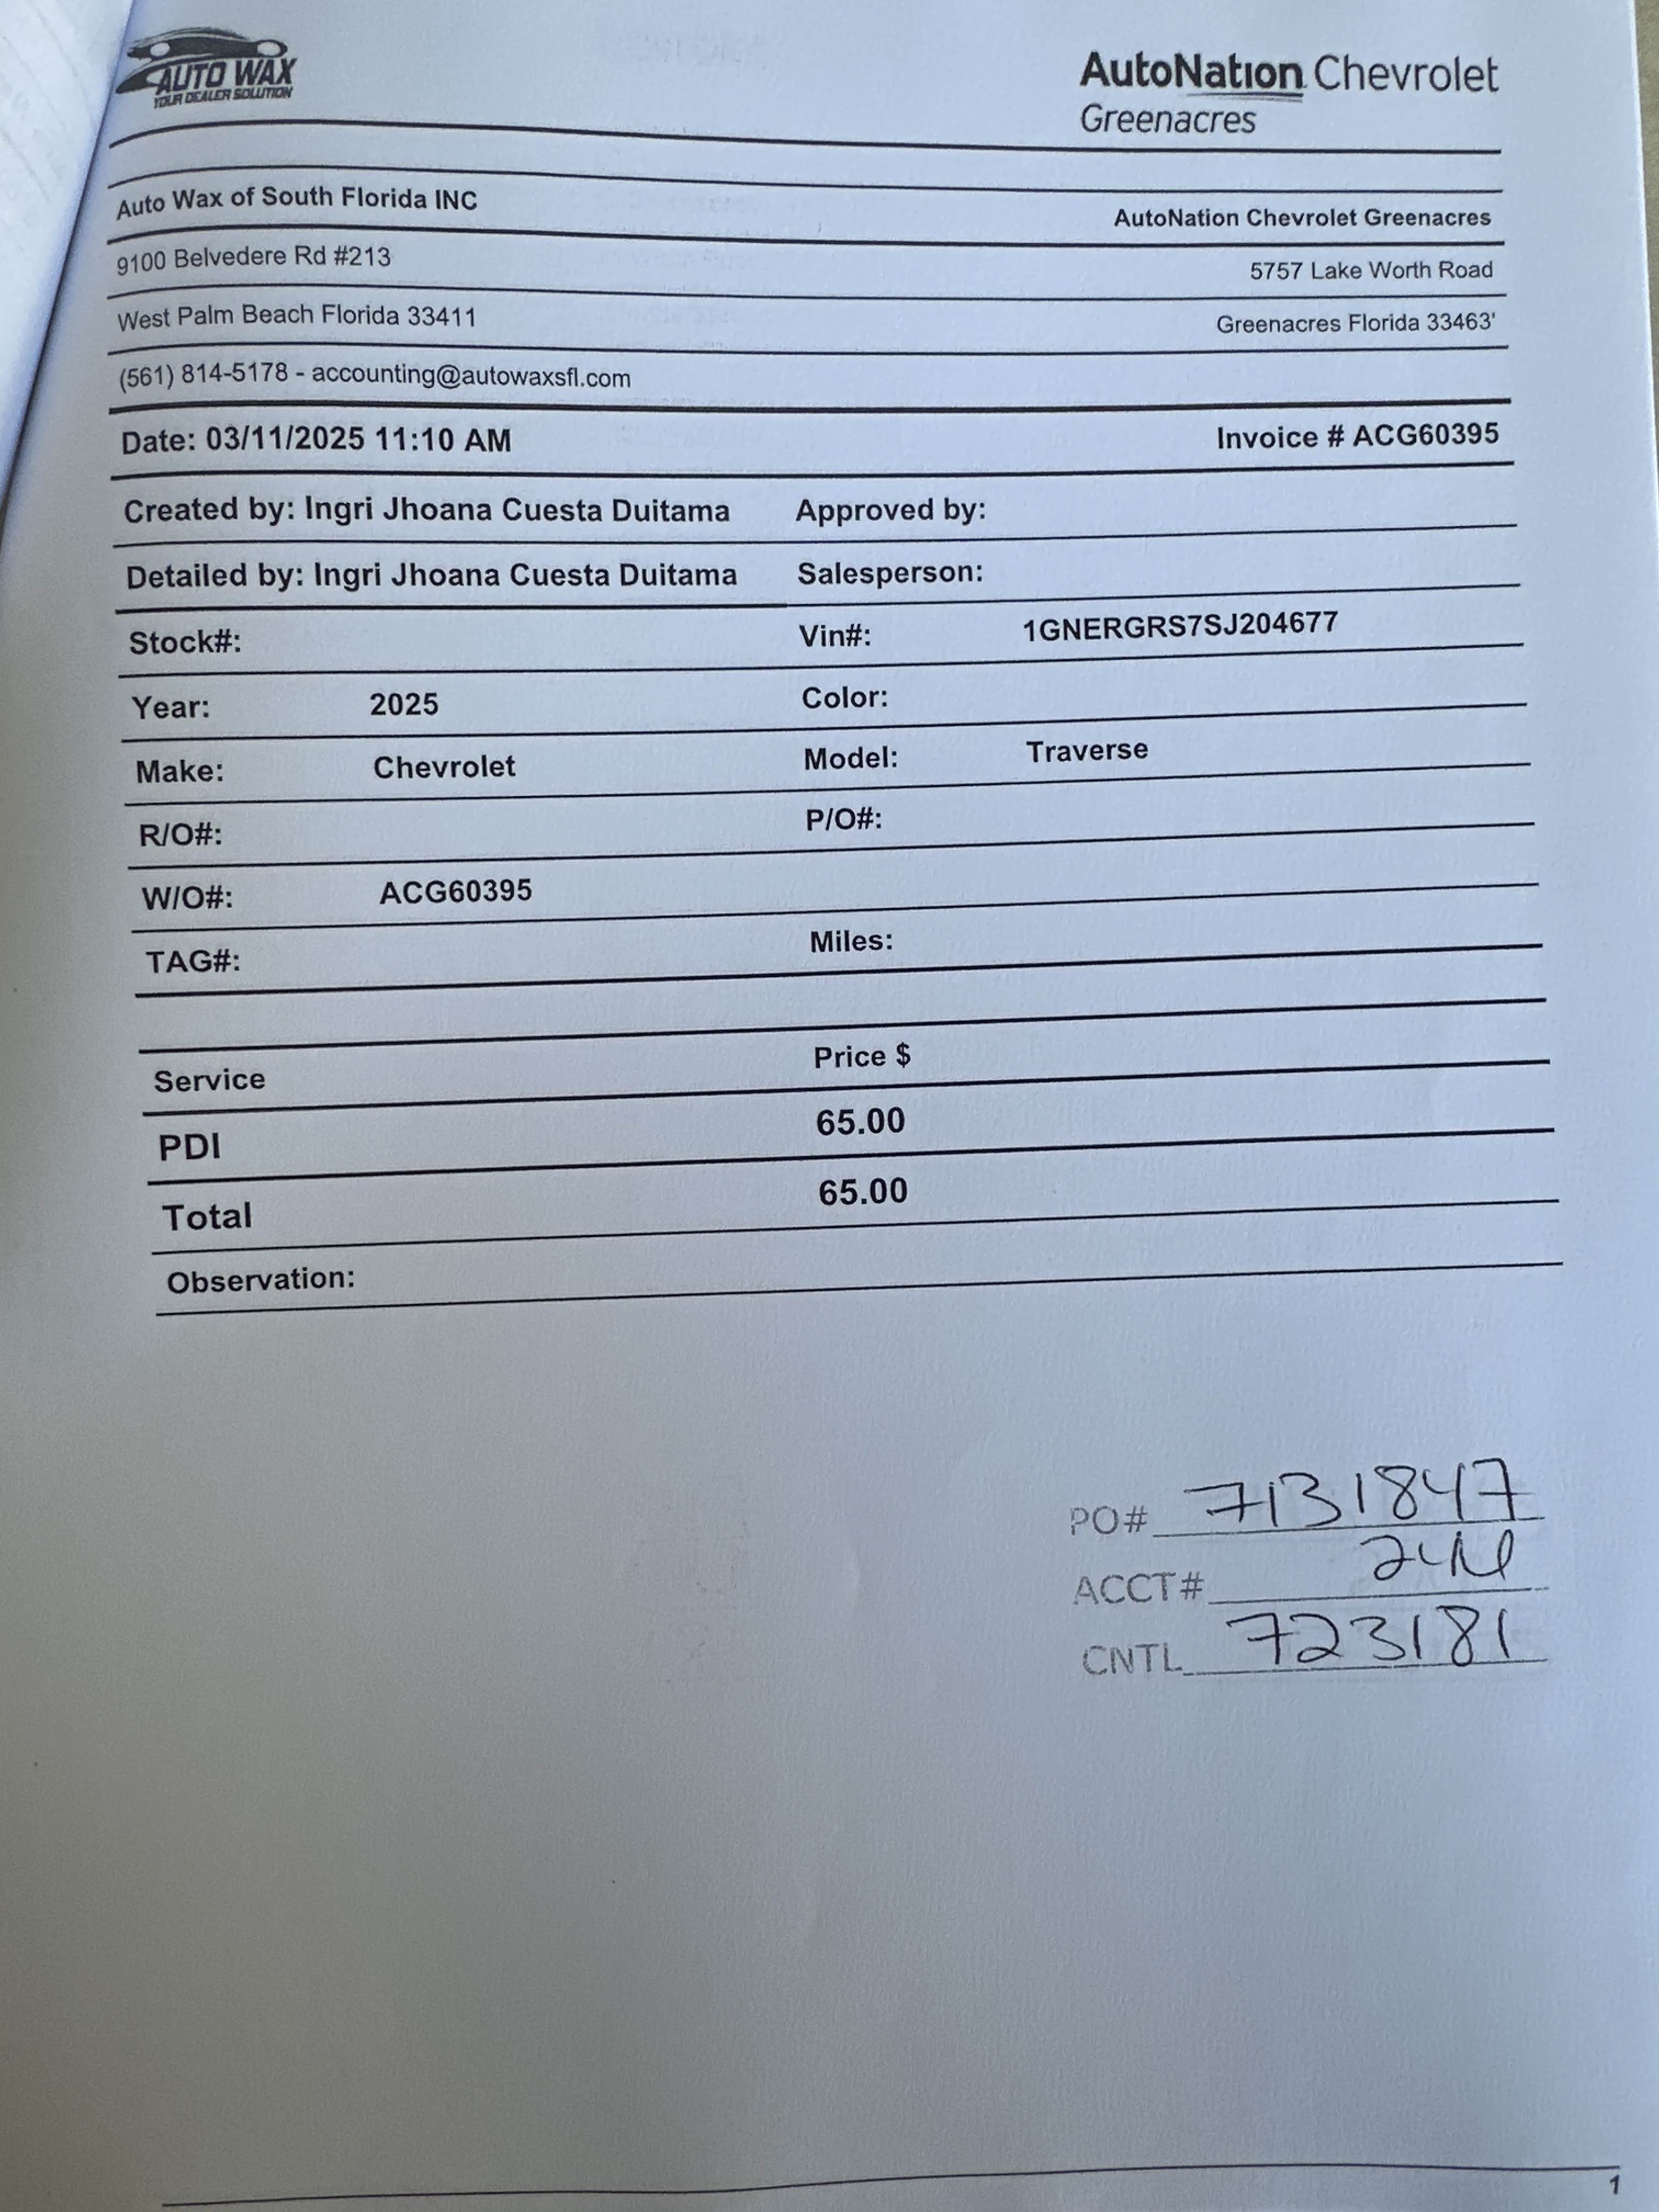 AUTO WAX
YOUR DEALER SOLUTION
AutoNation Chevrolet
Greenacres
Auto Wax of South Florida INC
AutoNation Chevrolet Greenacres
9100 Belvedere Rd #213
5757 Lake Worth Road
West Palm Beach Florida 33411
Greenacres Florida 33463'
(561) 814-5178 - accounting@autowaxsfl.com
Date: 03/11/2025 11:10 AM
Invoice # ACG60395
Created by: Ingri Jhoana Cuesta Duitama Approved by:
Detailed by: Ingri Jhoana Cuesta Duitama Salesperson:
Stock#: Vin#: 1GNERGRS7SJ204677
Year: 2025 Color:
Make: Chevrolet Model: Traverse
R/O#: P/O#:
W/O#: ACG60395
TAG#: Miles:
Service Price $
PDI 65.00
Total 65.00
Observation:
PO# 7131847
ACCT#
CNTL 723181
1